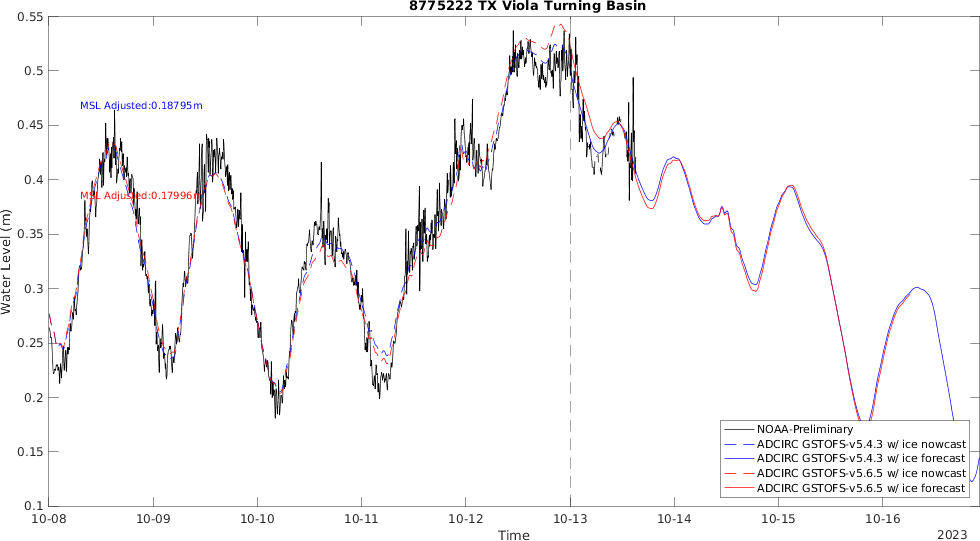 8775222 TX Viola Turning Basin
0.55
0.5
0.45
0.4
0.35
0.3
0.25
0.2
0.15
0.1
Water Level (m)
MSL Adjusted:0.18795m
MSL Adjusted:0.17996m
NOAA-Preliminary
ADCIRC GSTOFS-v5.4.3 w/ ice nowcast
ADCIRC GSTOFS-v5.4.3 w/ ice forecast
ADCIRC GSTOFS-v5.6.5 w/ ice nowcast
ADCIRC GSTOFS-v5.6.5 w/ ice forecast
10-08 10-09 10-10 10-11 10-12 10-13 10-14 10-15 10-16
Time
2023